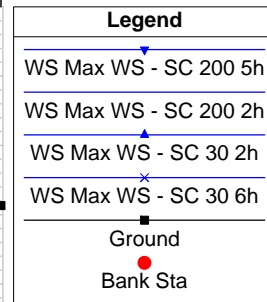 Legend
WS Max WS - SC 200 5h
WS Max WS - SC 200 2h
WS Max WS - SC 30 2h
WS Max WS - SC 30 6h
Ground
Bank Sta